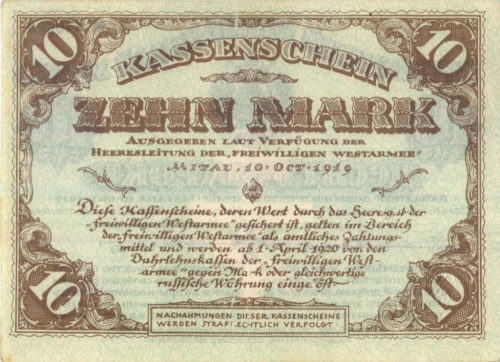 10 10
KASSENSCHEIN
ZEHN MARK
AUSGEGEBEN LAUT VERFÜGUNG DER
HEERESLEITUNG DER „FREIWILLIGEN WESTARMEE“
MITAU, 10. OCT. 1919
Diese Kassenscheine, deren Wert durch das Heeresgut der
„freiwilligen Westarmee“ gesichert ist, gelten im Bereich
der „freiwilligen Westarmee“ als amtliches Zahlungs-
mittel und werden ab 1. April 1920 von den
Darlehnskassen der „freiwilligen West-
armee“ gegen Mark oder gleichwertige
russische Währung eingelöst
10 10
NACHAHMUNGEN DIESER KASSENSCHEINE
WERDEN STRAFRECHTLICH VERFOLGT